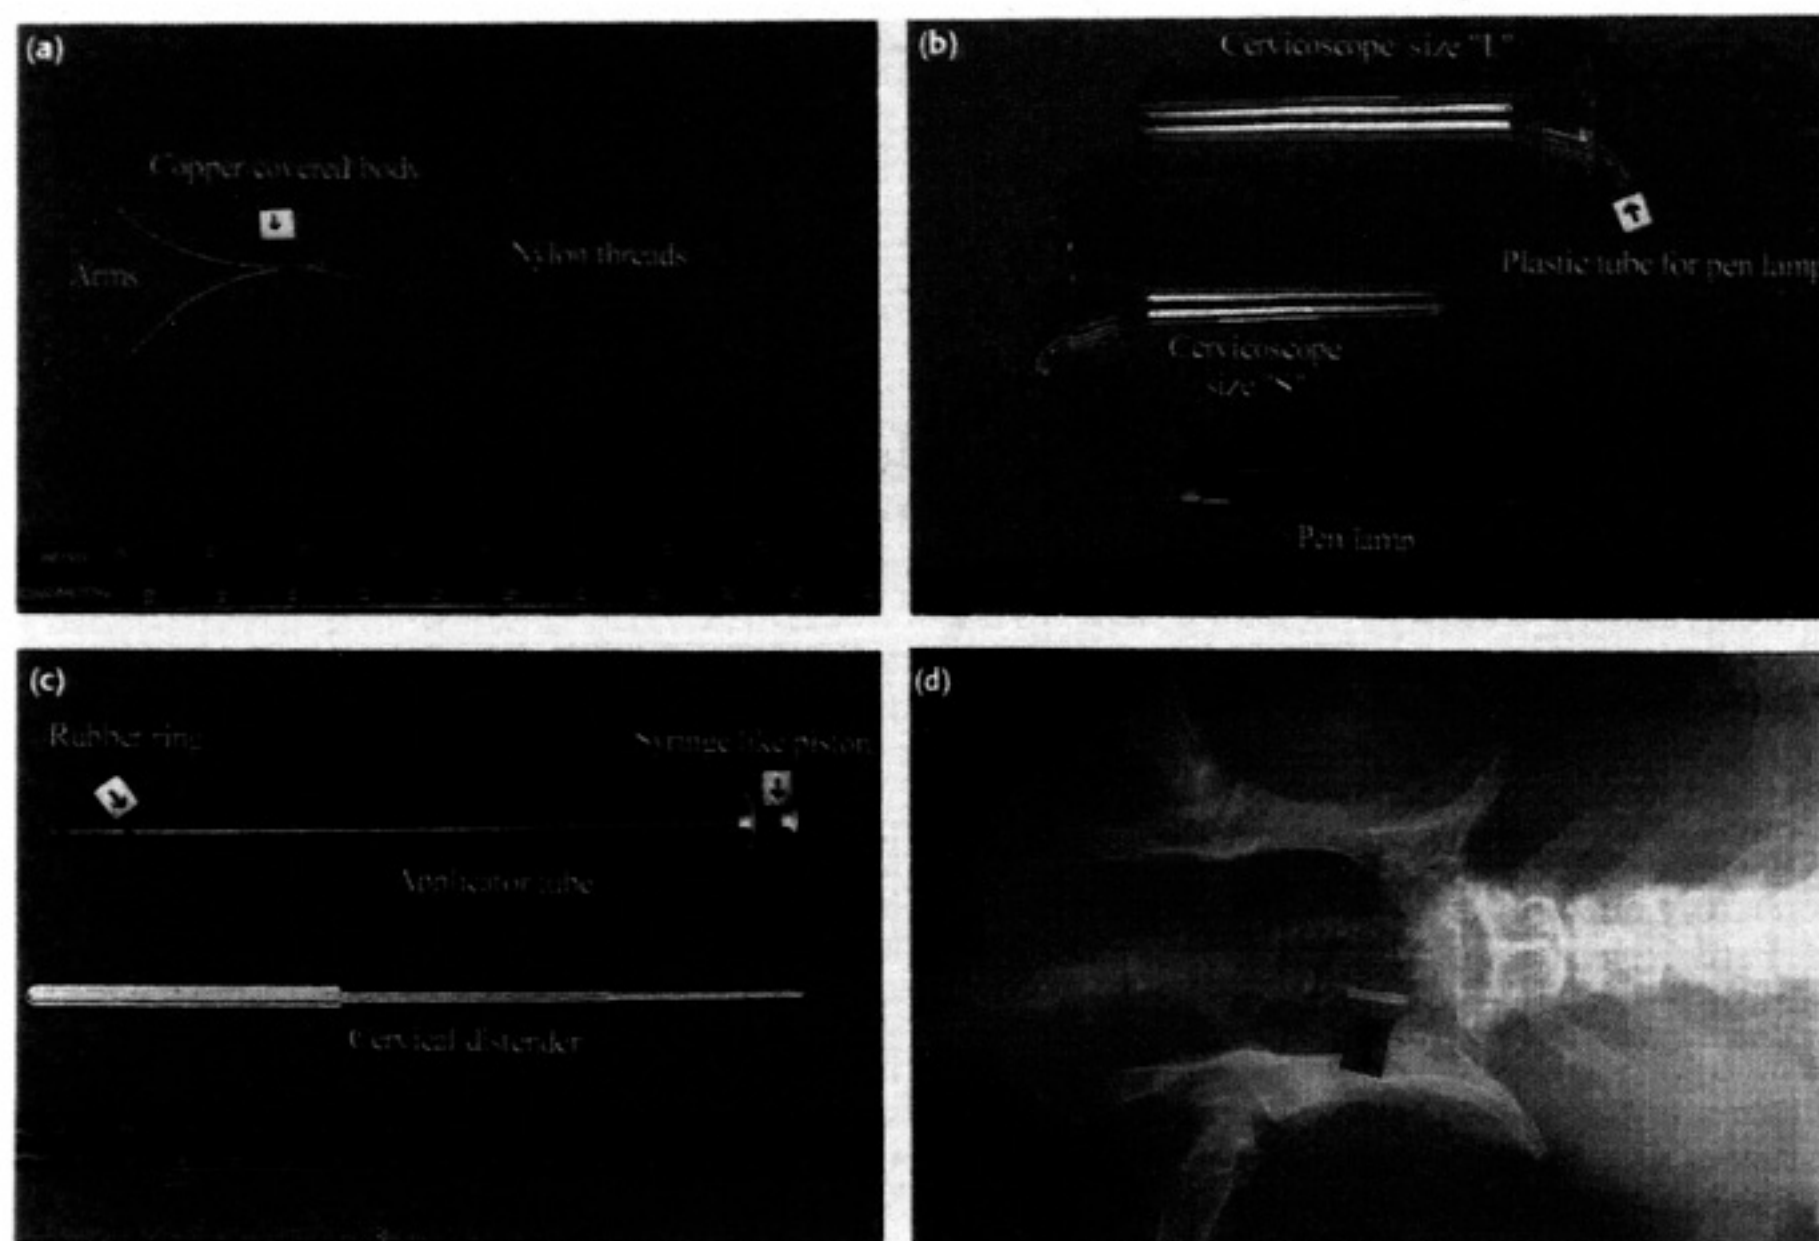 (a)
Copper covered body
Arms
Nylon threads
(b)
Cervicoscope size "L"
Plastic tube for pen lamp
Cervicoscope
size "S"
Pen lamp
(c)
Rubber ring
Syringe like piston
Applicator tube
Cervical distender
(d)